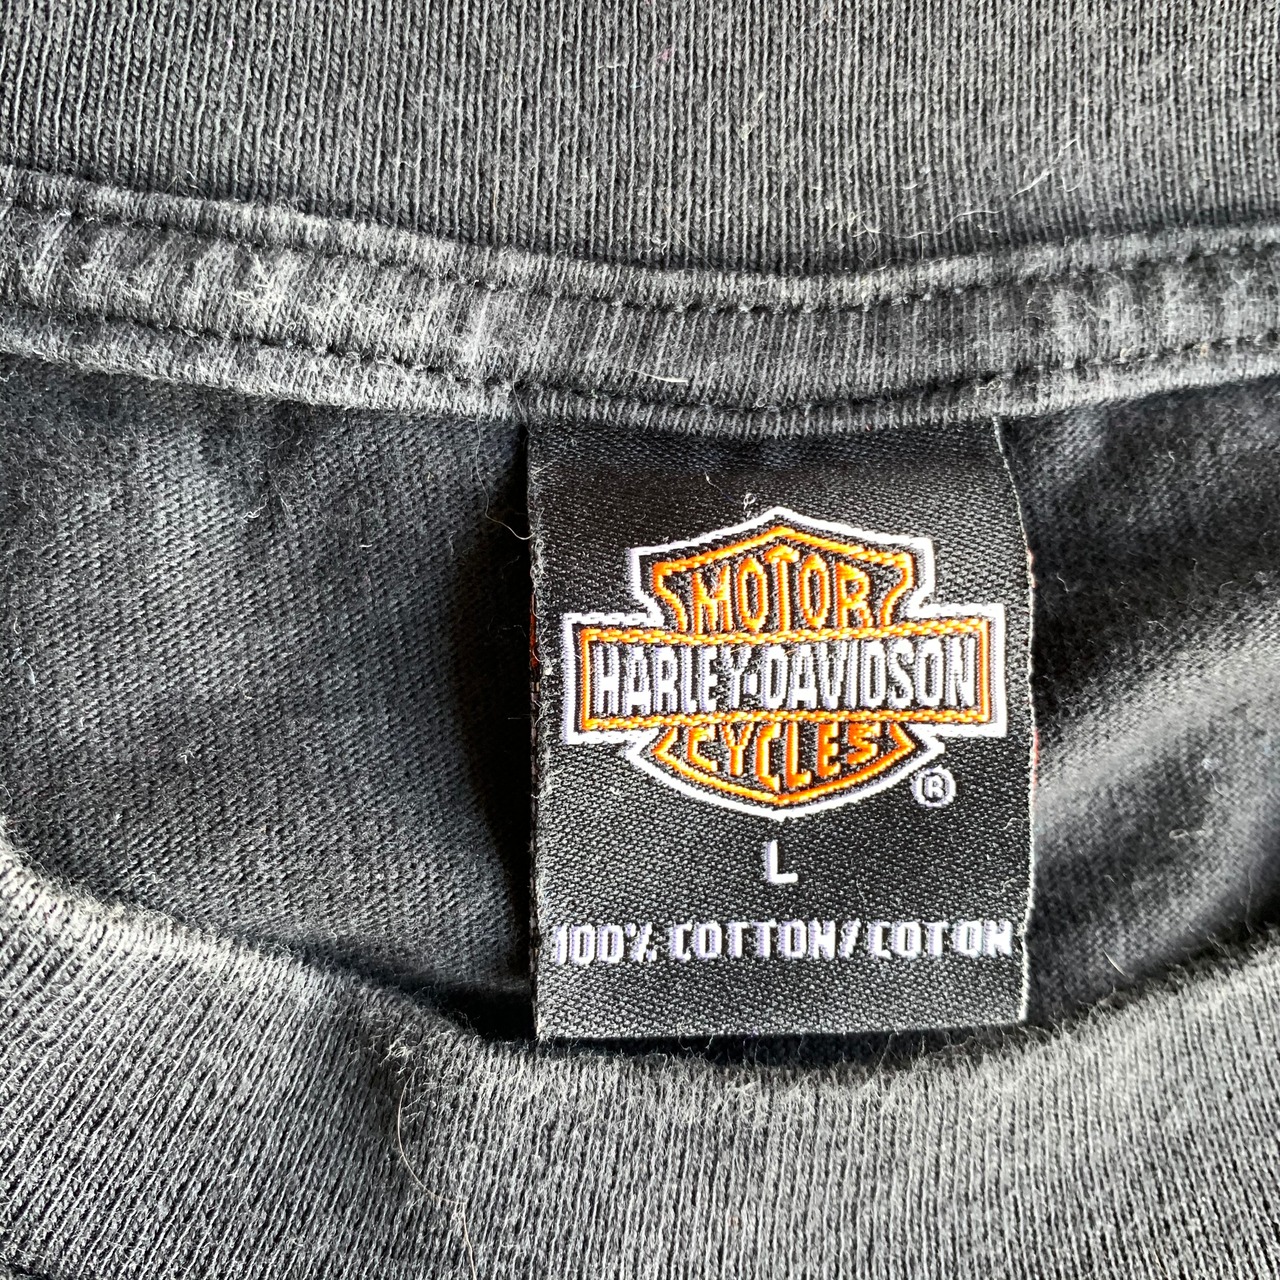 MOTOR
HARLEY-DAVIDSON
CYCLES
®
L
100% COTTON/COTON